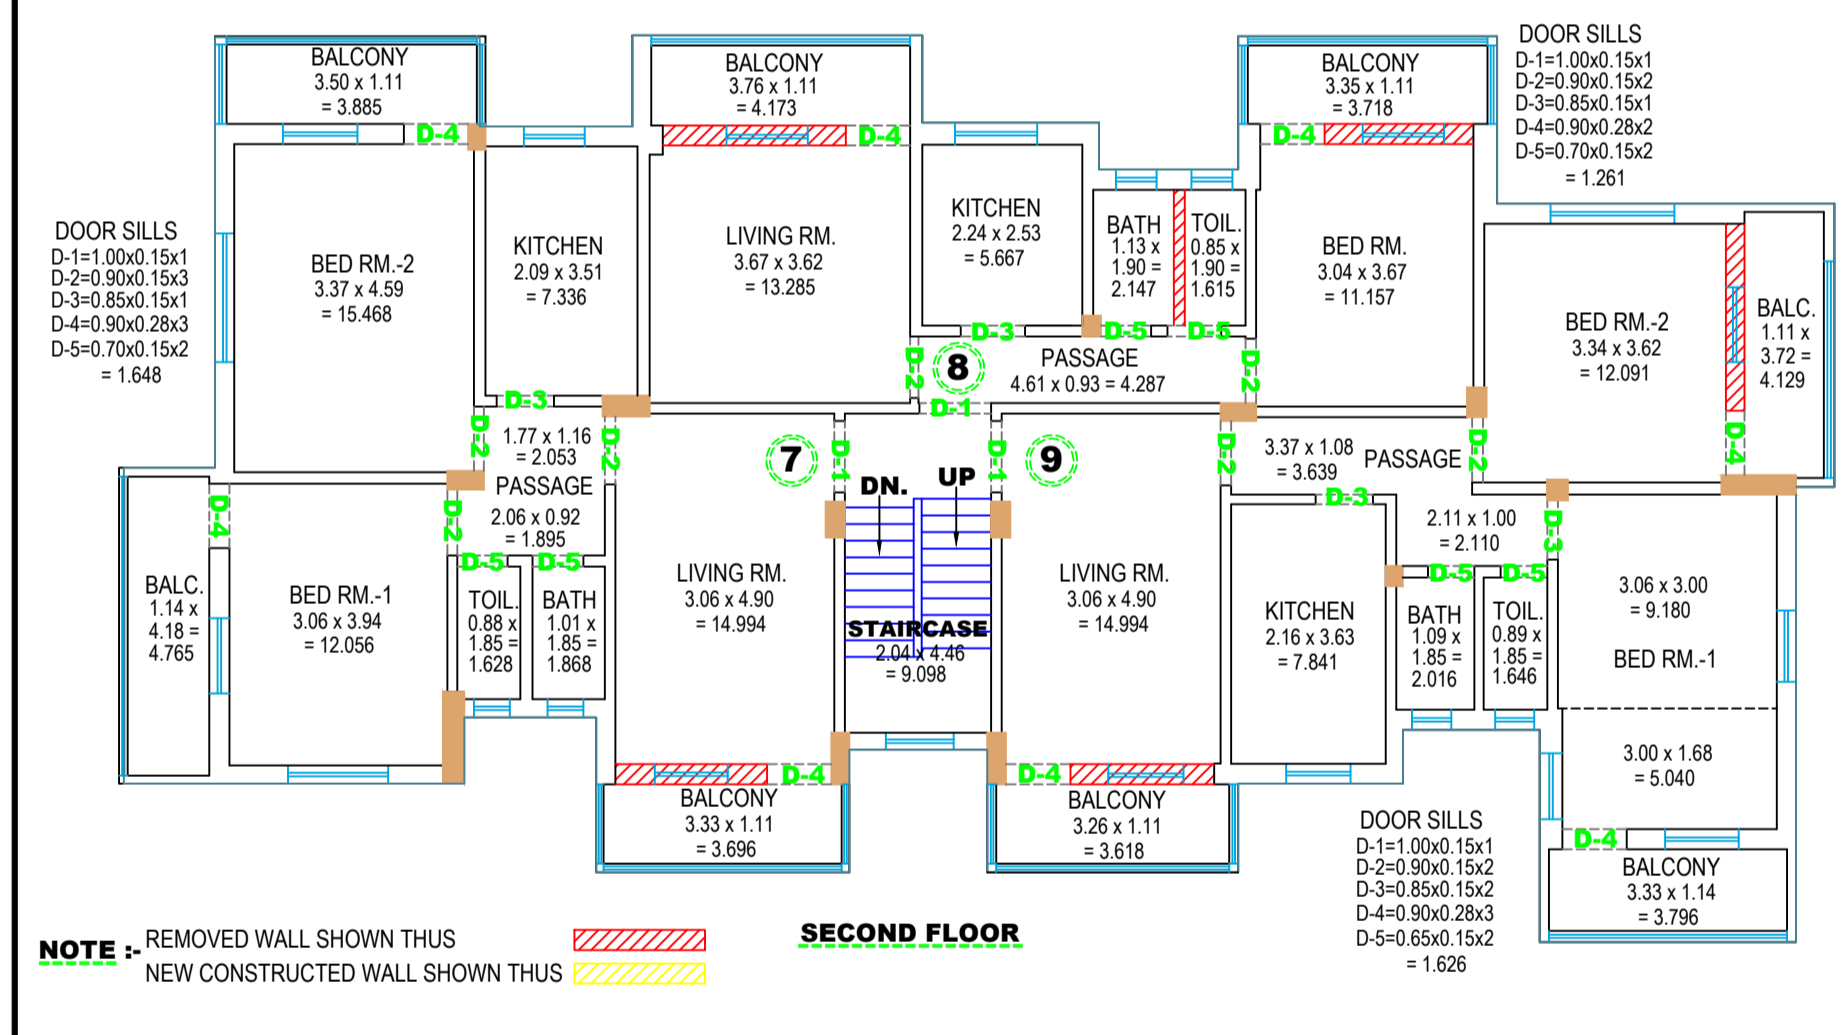 BALCONY
3.50 x 1.11
= 3.885
D-4
BALCONY
3.76 x 1.11
= 4.173
D-4
BALCONY
3.35 x 1.11
= 3.718
D-4
DOOR SILLS
D-1=1.00x0.15x1
D-2=0.90x0.15x2
D-3=0.85x0.15x1
D-4=0.90x0.28x2
D-5=0.70x0.15x2
= 1.261
DOOR SILLS
D-1=1.00x0.15x1
D-2=0.90x0.15x3
D-3=0.85x0.15x1
D-4=0.90x0.28x3
D-5=0.70x0.15x2
= 1.648
BED RM.-2
3.37 x 4.59
= 15.468
KITCHEN
2.09 x 3.51
= 7.336
D-3
LIVING RM.
3.67 x 3.62
= 13.285
KITCHEN
2.24 x 2.53
= 5.667
D-3
BATH
1.13 x
1.90 =
2.147
D-5
TOIL.
0.85 x
1.90 =
1.615
D-5
BED RM.
3.04 x 3.67
= 11.157
BED RM.-2
3.34 x 3.62
= 12.091
BALC.
1.11 x
3.72 =
4.129
D-4
D-2
8
PASSAGE
4.61 x 0.93 = 4.287
D-2
D-1
D-2
1.77 x 1.16
= 2.053
D-2
PASSAGE
2.06 x 0.92
= 1.895
D-2
D-5
D-5
7
D-1
DN.
UP
D-1
9
D-2
3.37 x 1.08
= 3.639
PASSAGE
D-2
D-3
2.11 x 1.00
= 2.110
D-3
D-5
D-5
D-4
BALC.
1.14 x
4.18 =
4.765
BED RM.-1
3.06 x 3.94
= 12.056
TOIL.
0.88 x
1.85 =
1.628
BATH
1.01 x
1.85 =
1.868
LIVING RM.
3.06 x 4.90
= 14.994
STAIRCASE
2.04 x 4.46
= 9.098
LIVING RM.
3.06 x 4.90
= 14.994
KITCHEN
2.16 x 3.63
= 7.841
BATH
1.09 x
1.85 =
2.016
TOIL.
0.89 x
1.85 =
1.646
3.06 x 3.00
= 9.180
BED RM.-1
3.00 x 1.68
= 5.040
D-4
BALCONY
3.33 x 1.11
= 3.696
D-4
BALCONY
3.26 x 1.11
= 3.618
D-4
BALCONY
3.33 x 1.14
= 3.796
DOOR SILLS
D-1=1.00x0.15x1
D-2=0.90x0.15x2
D-3=0.85x0.15x2
D-4=0.90x0.28x3
D-5=0.65x0.15x2
= 1.626
SECOND FLOOR
NOTE :- REMOVED WALL SHOWN THUS
NEW CONSTRUCTED WALL SHOWN THUS